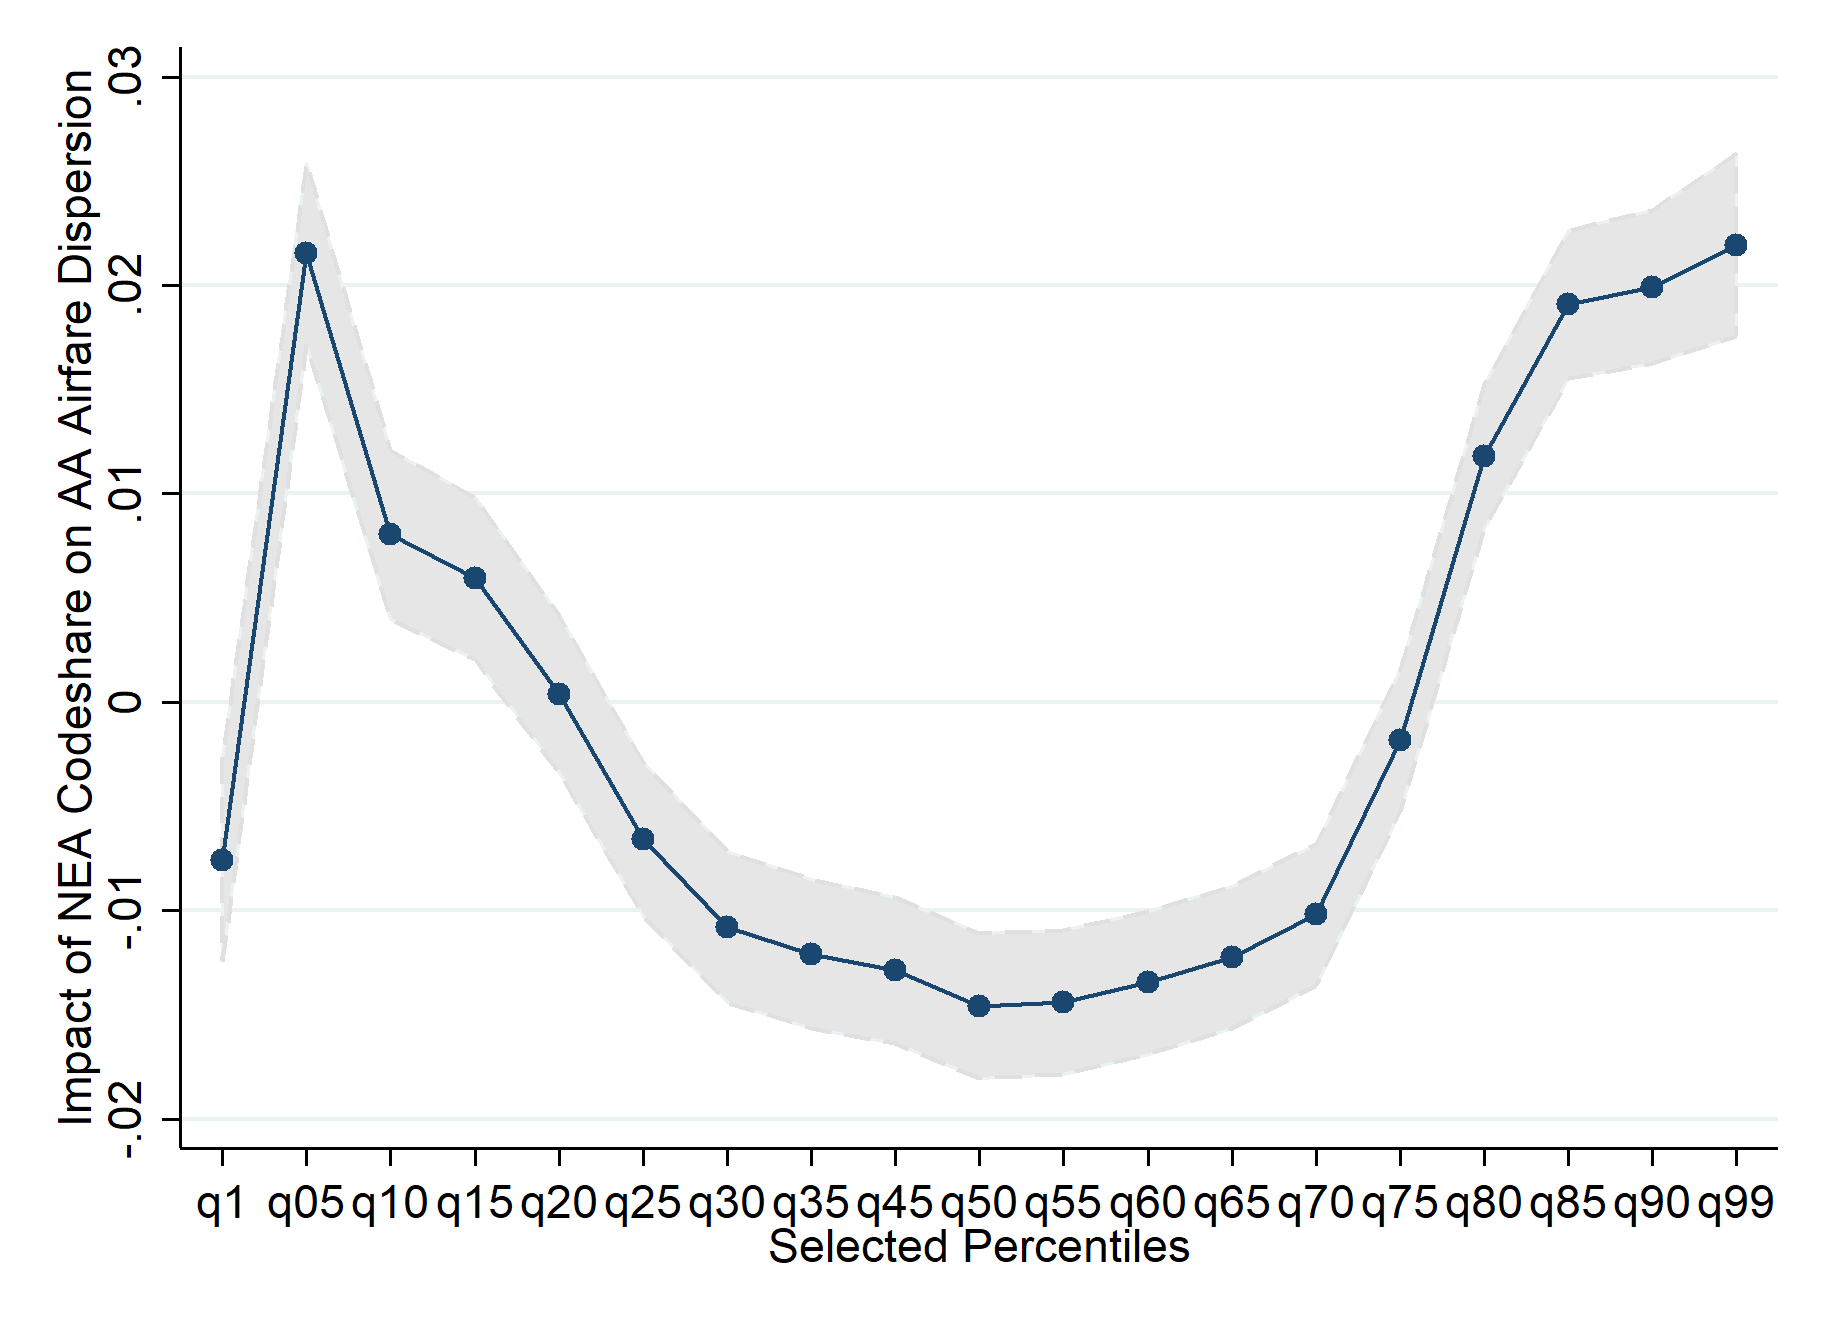 Impact of NEA Codeshare on AA Airfare Dispersion
.03
.02
.01
0
-.01
-.02
q1 q05 q10 q15 q20 q25 q30 q35 q45 q50 q55 q60 q65 q70 q75 q80 q85 q90 q99
Selected Percentiles